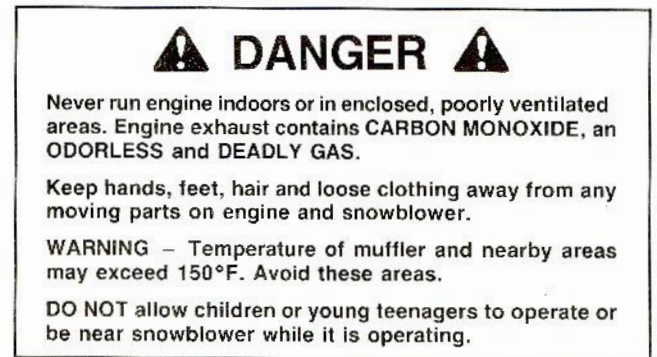 DANGER
Never run engine indoors or in enclosed, poorly ventilated
areas. Engine exhaust contains CARBON MONOXIDE, an
ODORLESS and DEADLY GAS.
Keep hands, feet, hair and loose clothing away from any
moving parts on engine and snowblower.
WARNING – Temperature of muffler and nearby areas
may exceed 150°F. Avoid these areas.
DO NOT allow children or young teenagers to operate or
be near snowblower while it is operating.